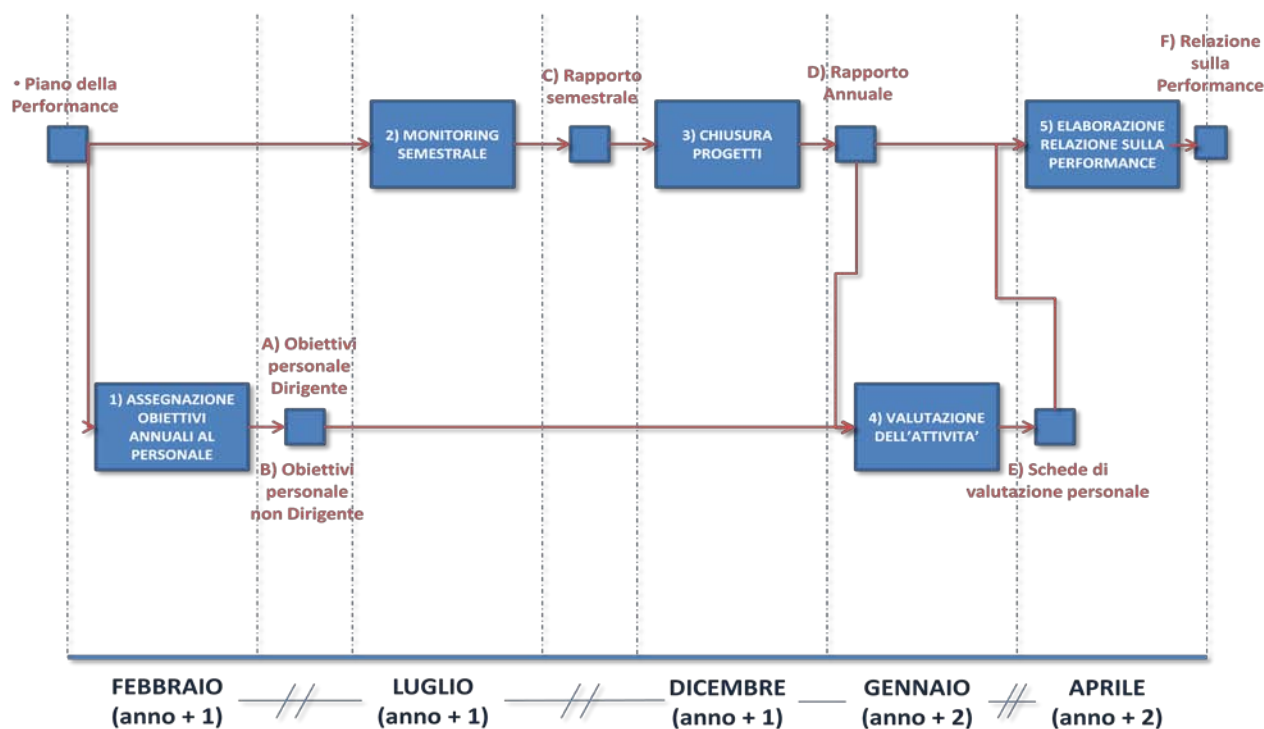 • Piano della
Performance
C) Rapporto
semestrale
D) Rapporto
Annuale
F) Relazione
sulla
Performance
2) MONITORING
SEMESTRALE
3) CHIUSURA
PROGETTI
5) ELABORAZIONE
RELAZIONE SULLA
PERFORMANCE
A) Obiettivi
personale
Dirigente
1) ASSEGNAZIONE
OBIETTIVI
ANNUALI AL
PERSONALE
B) Obiettivi
personale
non Dirigente
4) VALUTAZIONE
DELL'ATTIVITA'
E) Schede di
valutazione personale
FEBBRAIO
(anno + 1)
LUGLIO
(anno + 1)
DICEMBRE
(anno + 1)
GENNAIO
(anno + 2)
APRILE
(anno + 2)